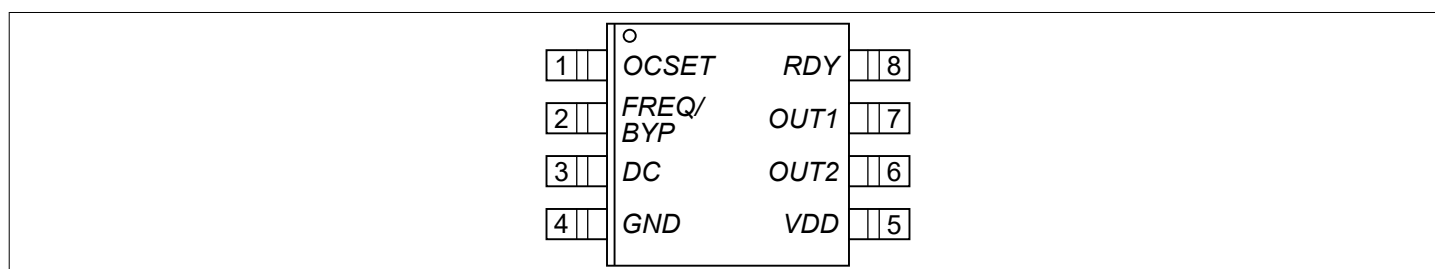 1 OCSET RDY 8
2 FREQ/
BYP OUT1 7
3 DC OUT2 6
4 GND VDD 5